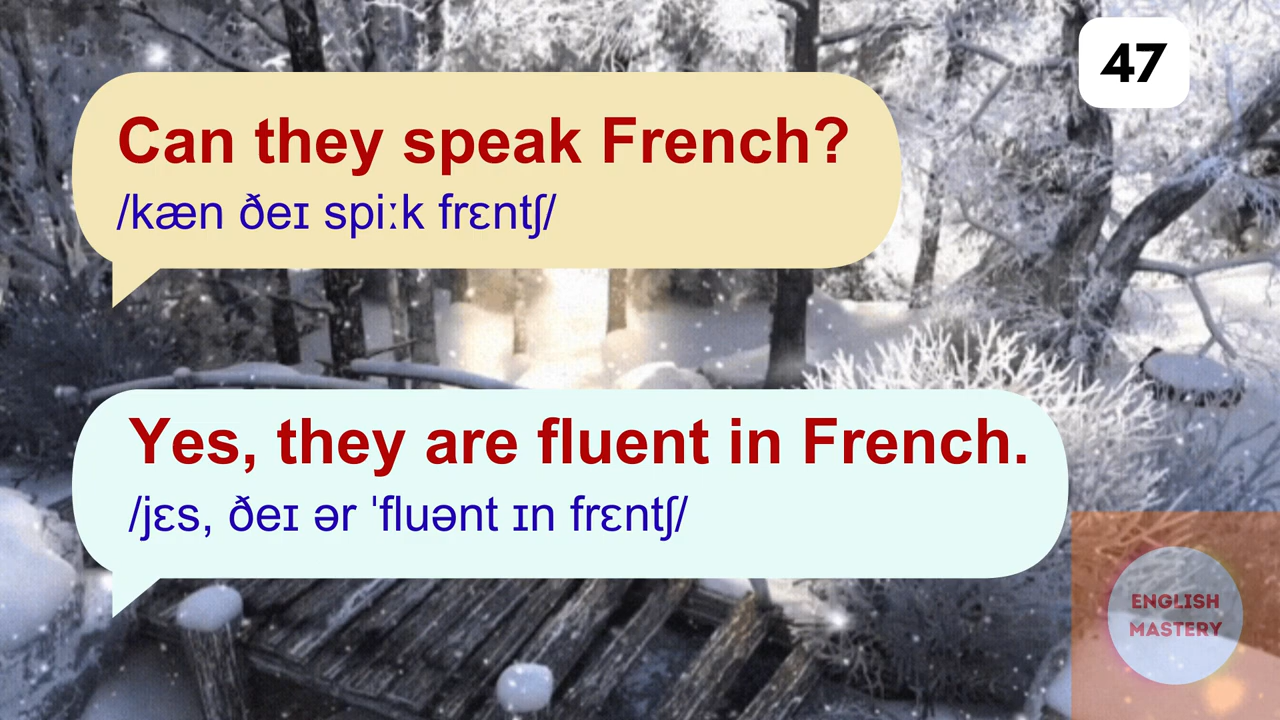 47
Can they speak French?
/kæn ðeɪ spiːk frɛntʃ/
Yes, they are fluent in French.
/jɛs, ðeɪ ər ˈfluənt ɪn frɛntʃ/
ENGLISH
MASTERY